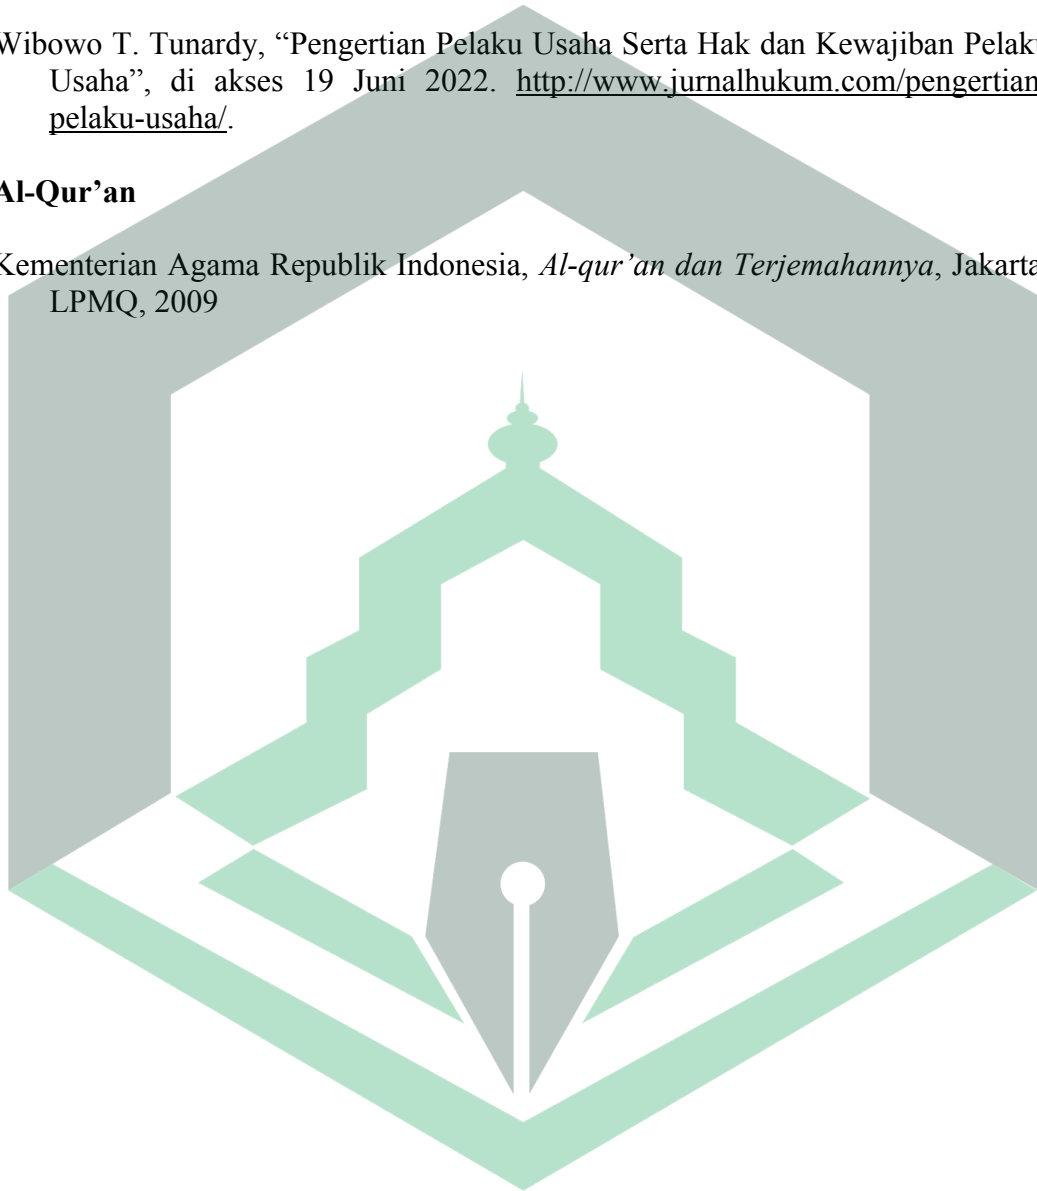 Wibowo T. Tunardy, “Pengertian Pelaku Usaha Serta Hak dan Kewajiban Pelaku
Usaha”, di akses 19 Juni 2022. http://www.jurnalhukum.com/pengertian
pelaku-usaha/.
Al-Qur’an
Kementerian Agama Republik Indonesia, Al-qur’an dan Terjemahannya, Jakarta
LPMQ, 2009